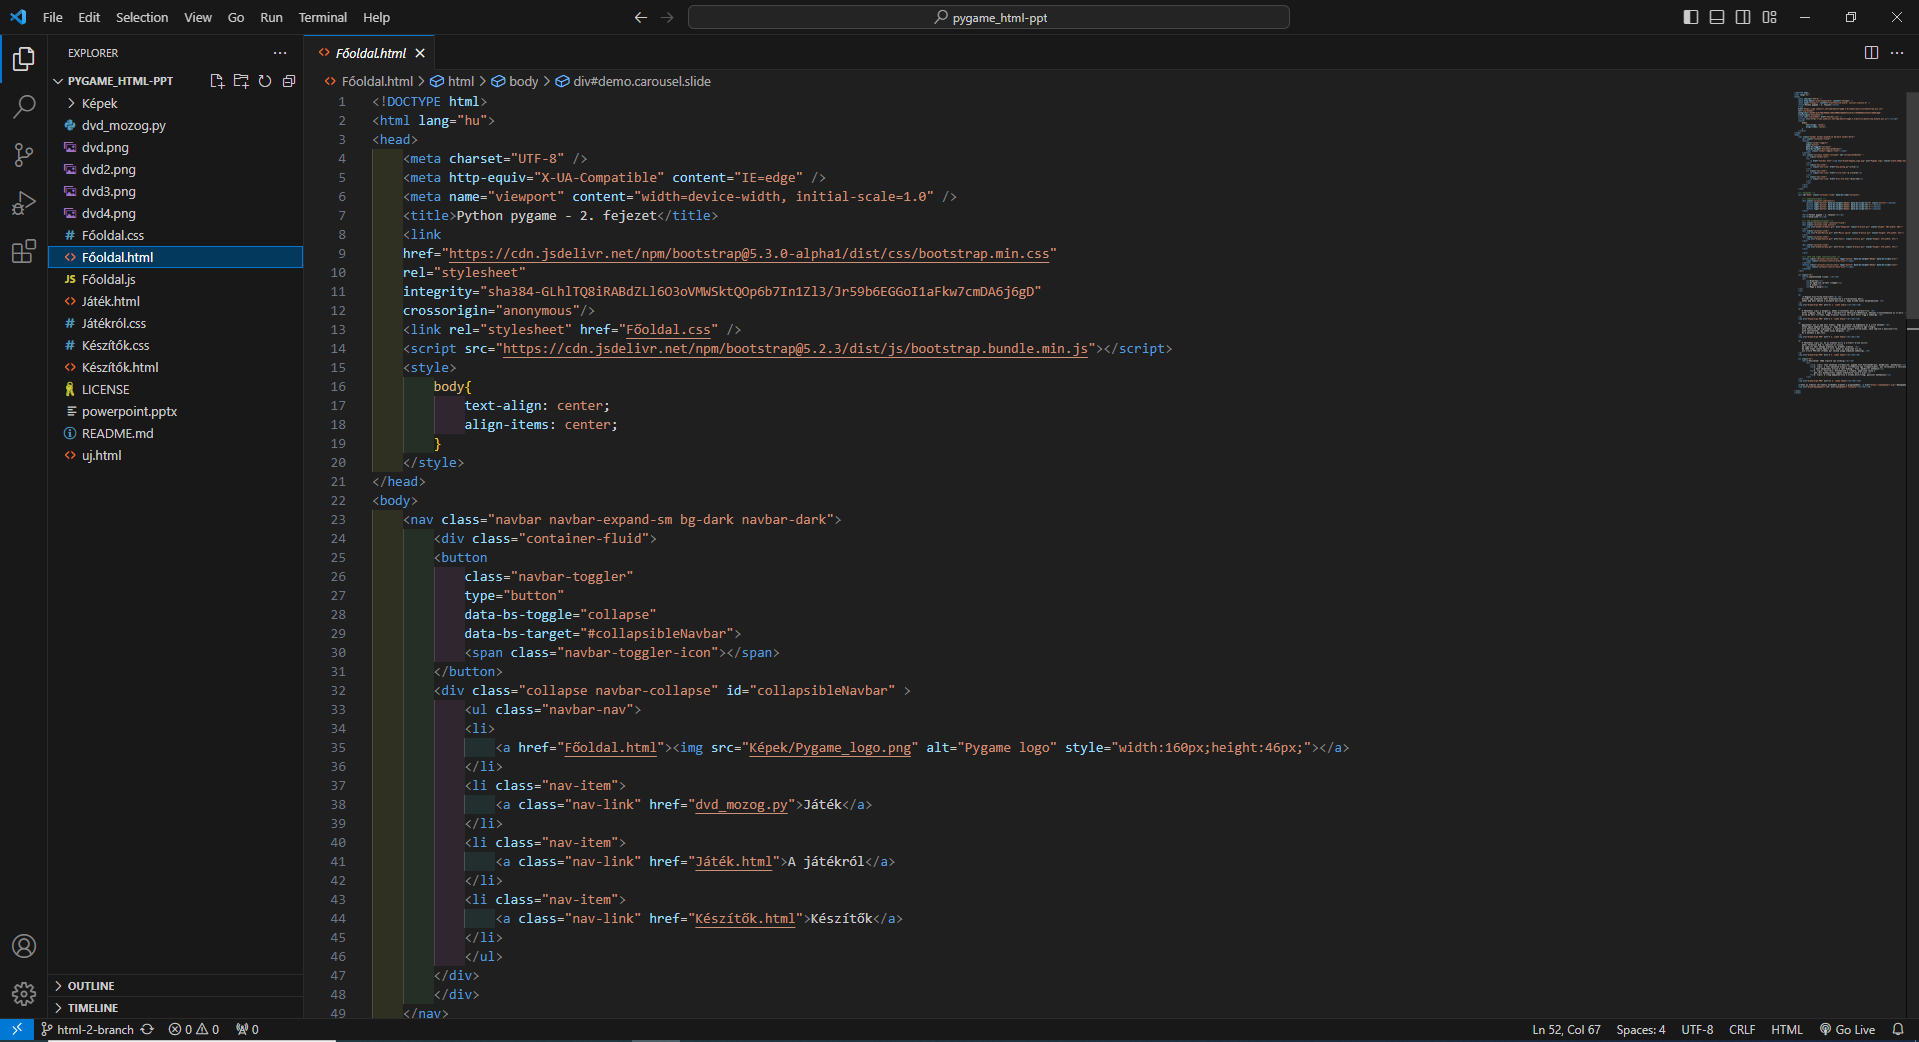 File Edit Selection View Go Run Terminal Help
pygame_html-ppt
EXPLORER
PYGAME_HTML-PPT
Képek
dvd_mozog.py
dvd.png
dvd2.png
dvd3.png
dvd4.png
Főoldal.css
Főoldal.html
Főoldal.js
Játék.html
Játékról.css
Készítők.css
Készítők.html
LICENSE
powerpoint.pptx
README.md
uj.html
OUTLINE
TIMELINE
Főoldal.html
Főoldal.html > html > body > div#demo.carousel.slide
1 <!DOCTYPE html>
2 <html lang="hu">
3 <head>
4 <meta charset="UTF-8" />
5 <meta http-equiv="X-UA-Compatible" content="IE=edge" />
6 <meta name="viewport" content="width=device-width, initial-scale=1.0" />
7 <title>Python pygame - 2. fejezet</title>
8 <link
9 href="https://cdn.jsdelivr.net/npm/bootstrap@5.3.0-alpha1/dist/css/bootstrap.min.css"
10 rel="stylesheet"
11 integrity="sha384-GLhlTQ8iRABdZLl6O3oVMWSktQOp6b7In1Zl3/Jr59b6EGGoI1aFkw7cmDA6j6gD"
12 crossorigin="anonymous"/>
13 <link rel="stylesheet" href="Főoldal.css" />
14 <script src="https://cdn.jsdelivr.net/npm/bootstrap@5.2.3/dist/js/bootstrap.bundle.min.js"></script>
15 <style>
16 body{
17 text-align: center;
18 align-items: center;
19 }
20 </style>
21 </head>
22 <body>
23 <nav class="navbar navbar-expand-sm bg-dark navbar-dark">
24 <div class="container-fluid">
25 <button
26 class="navbar-toggler"
27 type="button"
28 data-bs-toggle="collapse"
29 data-bs-target="#collapsibleNavbar">
30 <span class="navbar-toggler-icon"></span>
31 </button>
32 <div class="collapse navbar-collapse" id="collapsibleNavbar" >
33 <ul class="navbar-nav">
34 <li>
35 <a href="Főoldal.html"><img src="Képek/Pygame_logo.png" alt="Pygame logo" style="width:160px;height:46px;"></a>
36 </li>
37 <li class="nav-item">
38 <a class="nav-link" href="dvd_mozog.py">Játék</a>
39 </li>
40 <li class="nav-item">
41 <a class="nav-link" href="Játék.html">A játékról</a>
42 </li>
43 <li class="nav-item">
44 <a class="nav-link" href="Készítők.html">Készítők</a>
45 </li>
46 </ul>
47 </div>
48 </div>
49 </nav>
html-2-branch 0 0 0 Ln 52, Col 67 Spaces: 4 UTF-8 CRLF HTML Go Live